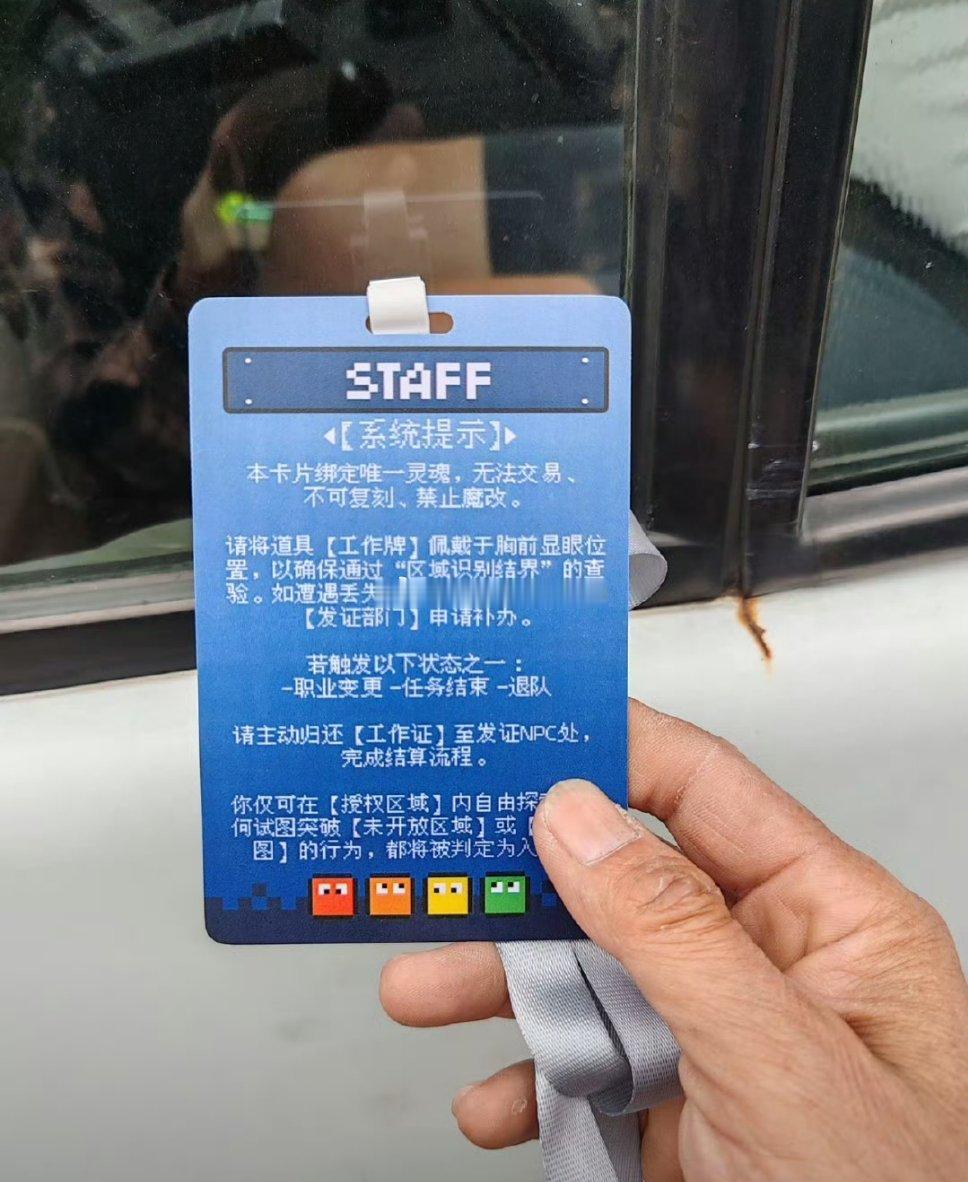 STAFF
【系统提示】
本卡片绑定唯一灵魂，无法交易、
不可复刻、禁止魔改。
请将道具【工作牌】佩戴于胸前显眼位
置，以确保通过“区域识别结界”的查
验。如遭遇丢失
【发证部门】申请补办。
若触发以下状态之一：
-职业变更 -任务结束 -退队
请主动归还【工作证】至发证NPC处，
完成结算流程。
你仅可在【授权区域】内自由探
何试图突破【未开放区域】或
图】的行为，都将被判定为入